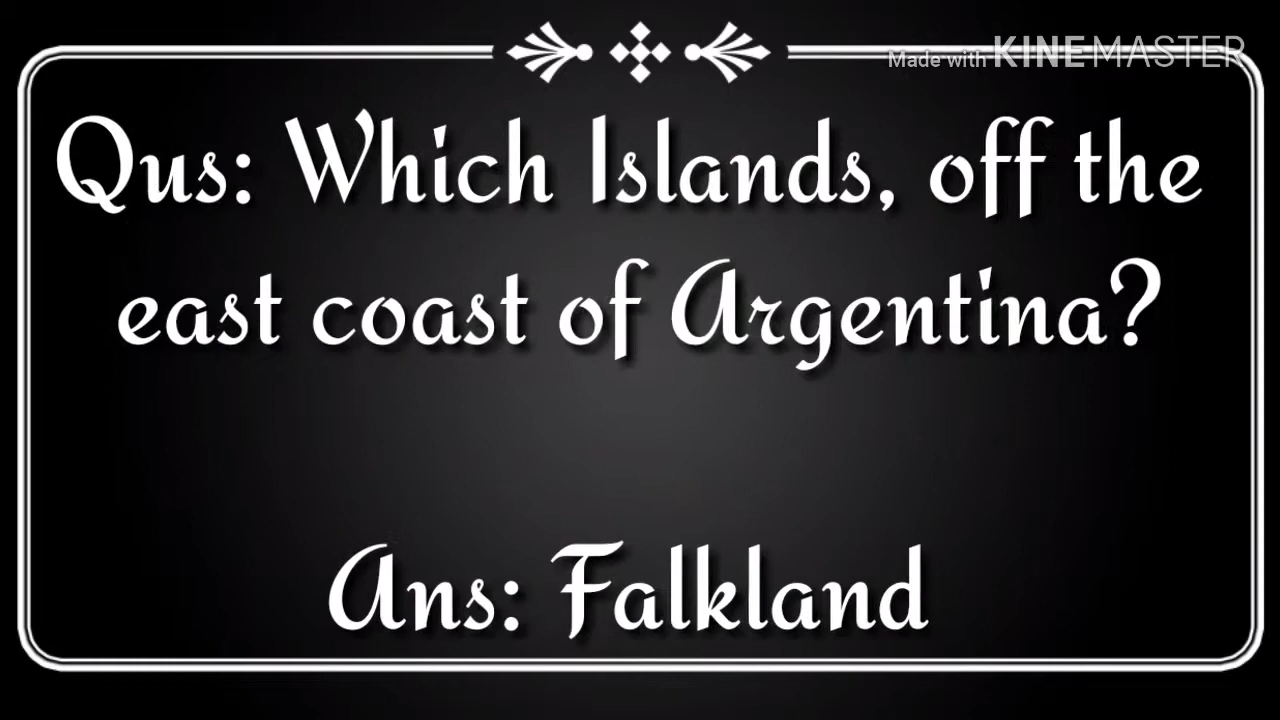 Made with KINEMASTER
Qus: Which Islands, off the
east coast of Argentina?
Ans: Falkland